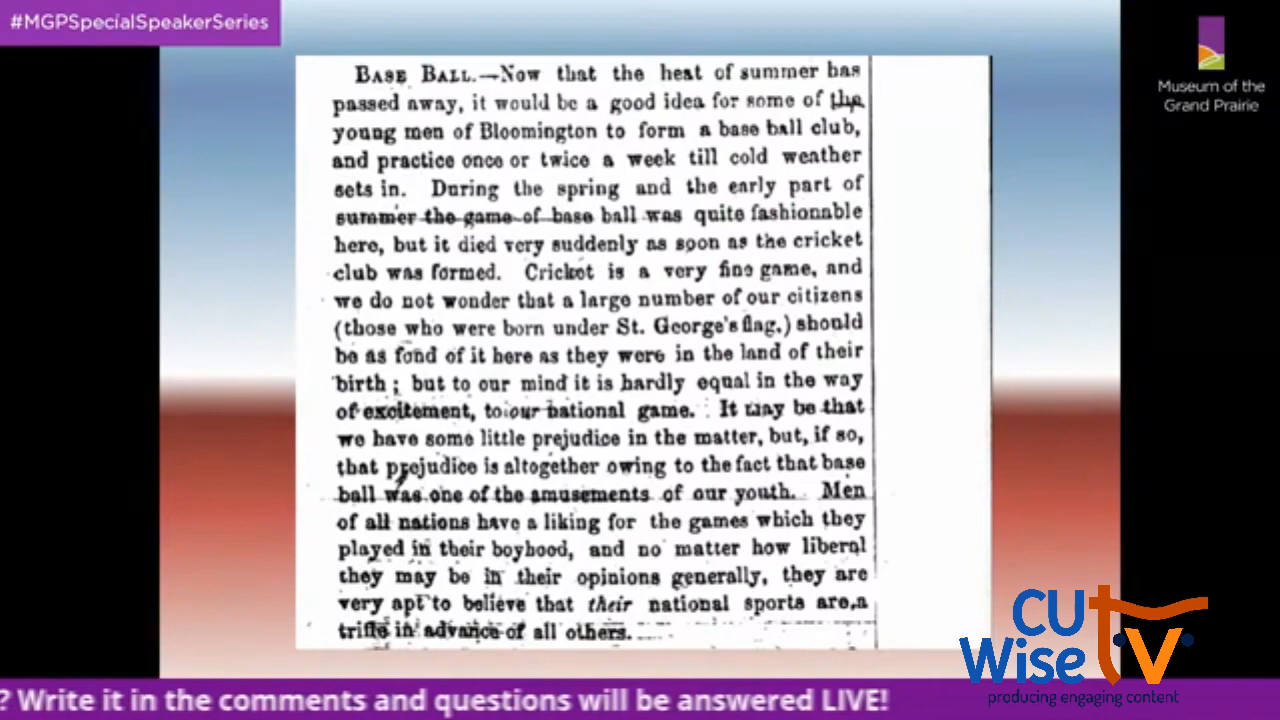 #MGPSpecialSpeakerSeries
Museum of the
Grand Prairie
BASE BALL.—Now that the heat of summer has
passed away, it would be a good idea for some of the
young men of Bloomington to form a base ball club,
and practice once or twice a week till cold weather
sets in. During the spring and the early part of
summer the game of base ball was quite fashionable
here, but it died very suddenly as soon as the cricket
club was formed. Cricket is a very fine game, and
we do not wonder that a large number of our citizens
(those who were born under St. George's flag,) should
be as fond of it here as they were in the land of their
birth; but to our mind it is hardly equal in the way
of excitement, to our national game. It may be that
we have some little prejudice in the matter, but, if so,
that prejudice is altogether owing to the fact that base
ball was one of the amusements of our youth. Men
of all nations have a liking for the games which they
played in their boyhood, and no matter how liberal
they may be in their opinions generally, they are
very apt to believe that their national sports are a
trifle in advance of all others.
CU
Wise tv
producing engaging content
? Write it in the comments and questions will be answered LIVE!